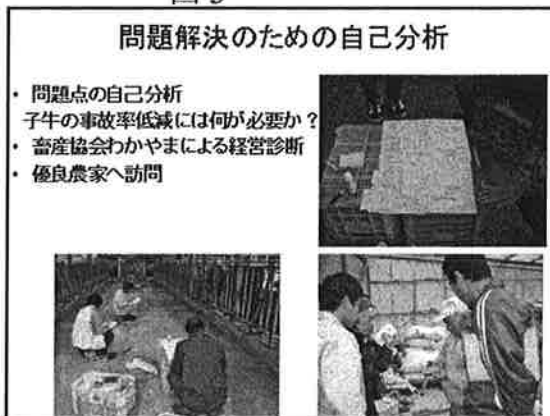 問題解決のための自己分析
・ 問題点の自己分析
子牛の事故率低減には何が必要か？
・ 畜産協会わかやまによる経営診断
・ 優良農家へ訪問